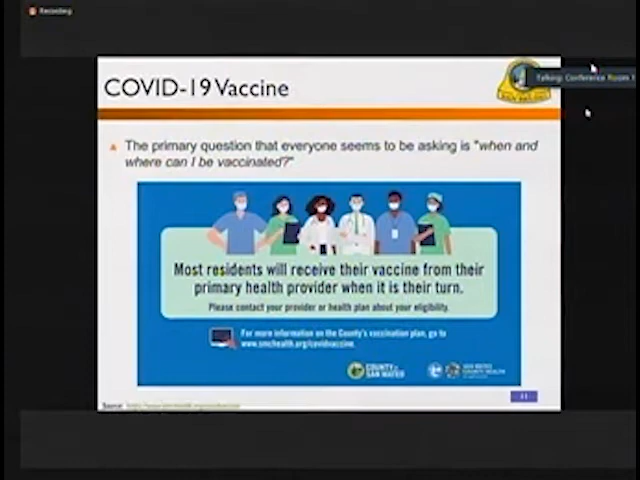 Recording
COVID-19 Vaccine
Talking: Conference Room 1
The primary question that everyone seems to be asking is "when and
where can I be vaccinated?"
Most residents will receive their vaccine from their
primary health provider when it is their turn.
Please contact your provider or health plan about your eligibility.
For more information on the County's vaccination plan, go to
www.smchealth.org/covidvaccine.
COUNTY OF
SAN MATEO
SAN MATEO
COUNTY HEALTH
Source: